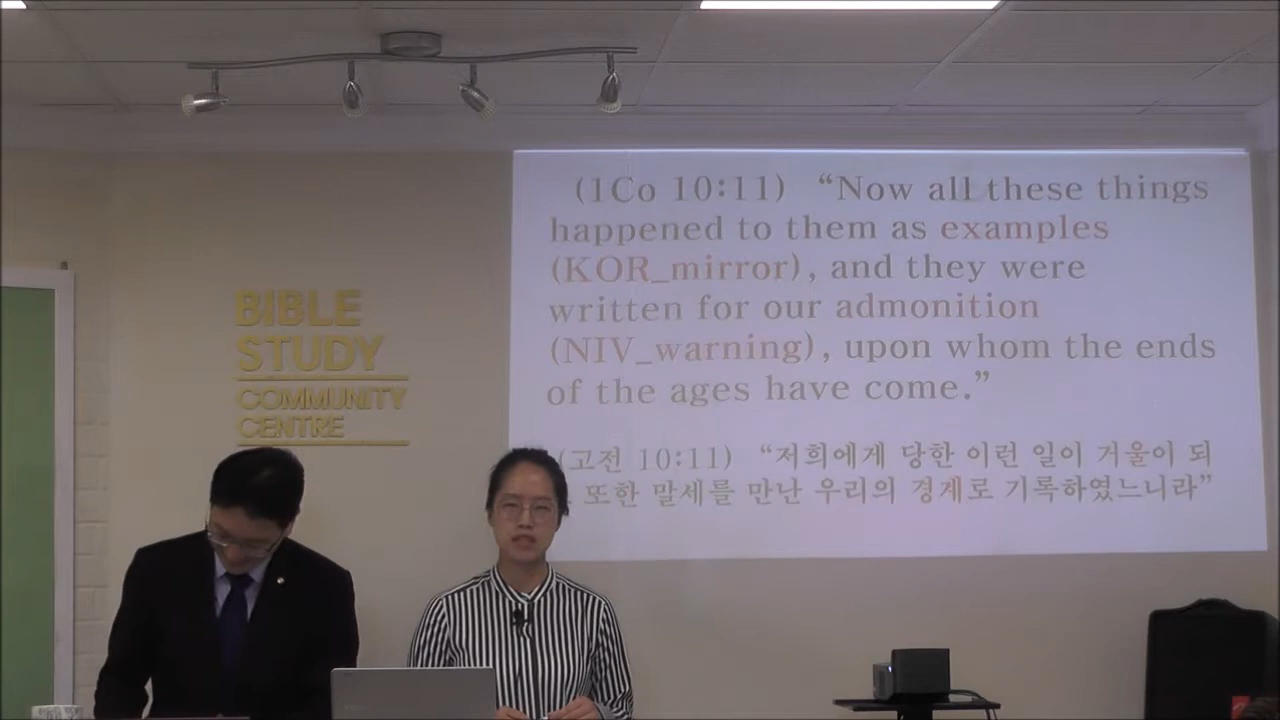 (1Co 10:11) “Now all these things
happened to them as examples
(KOR_mirror), and they were
written for our admonition
(NIV_warning), upon whom the ends
of the ages have come.”
(고전 10:11) “저희에게 당한 이런 일이 거울이 되
또한 말세를 만난 우리의 경계로 기록하였느니라”
BIBLE
STUDY
COMMUNITY
CENTRE